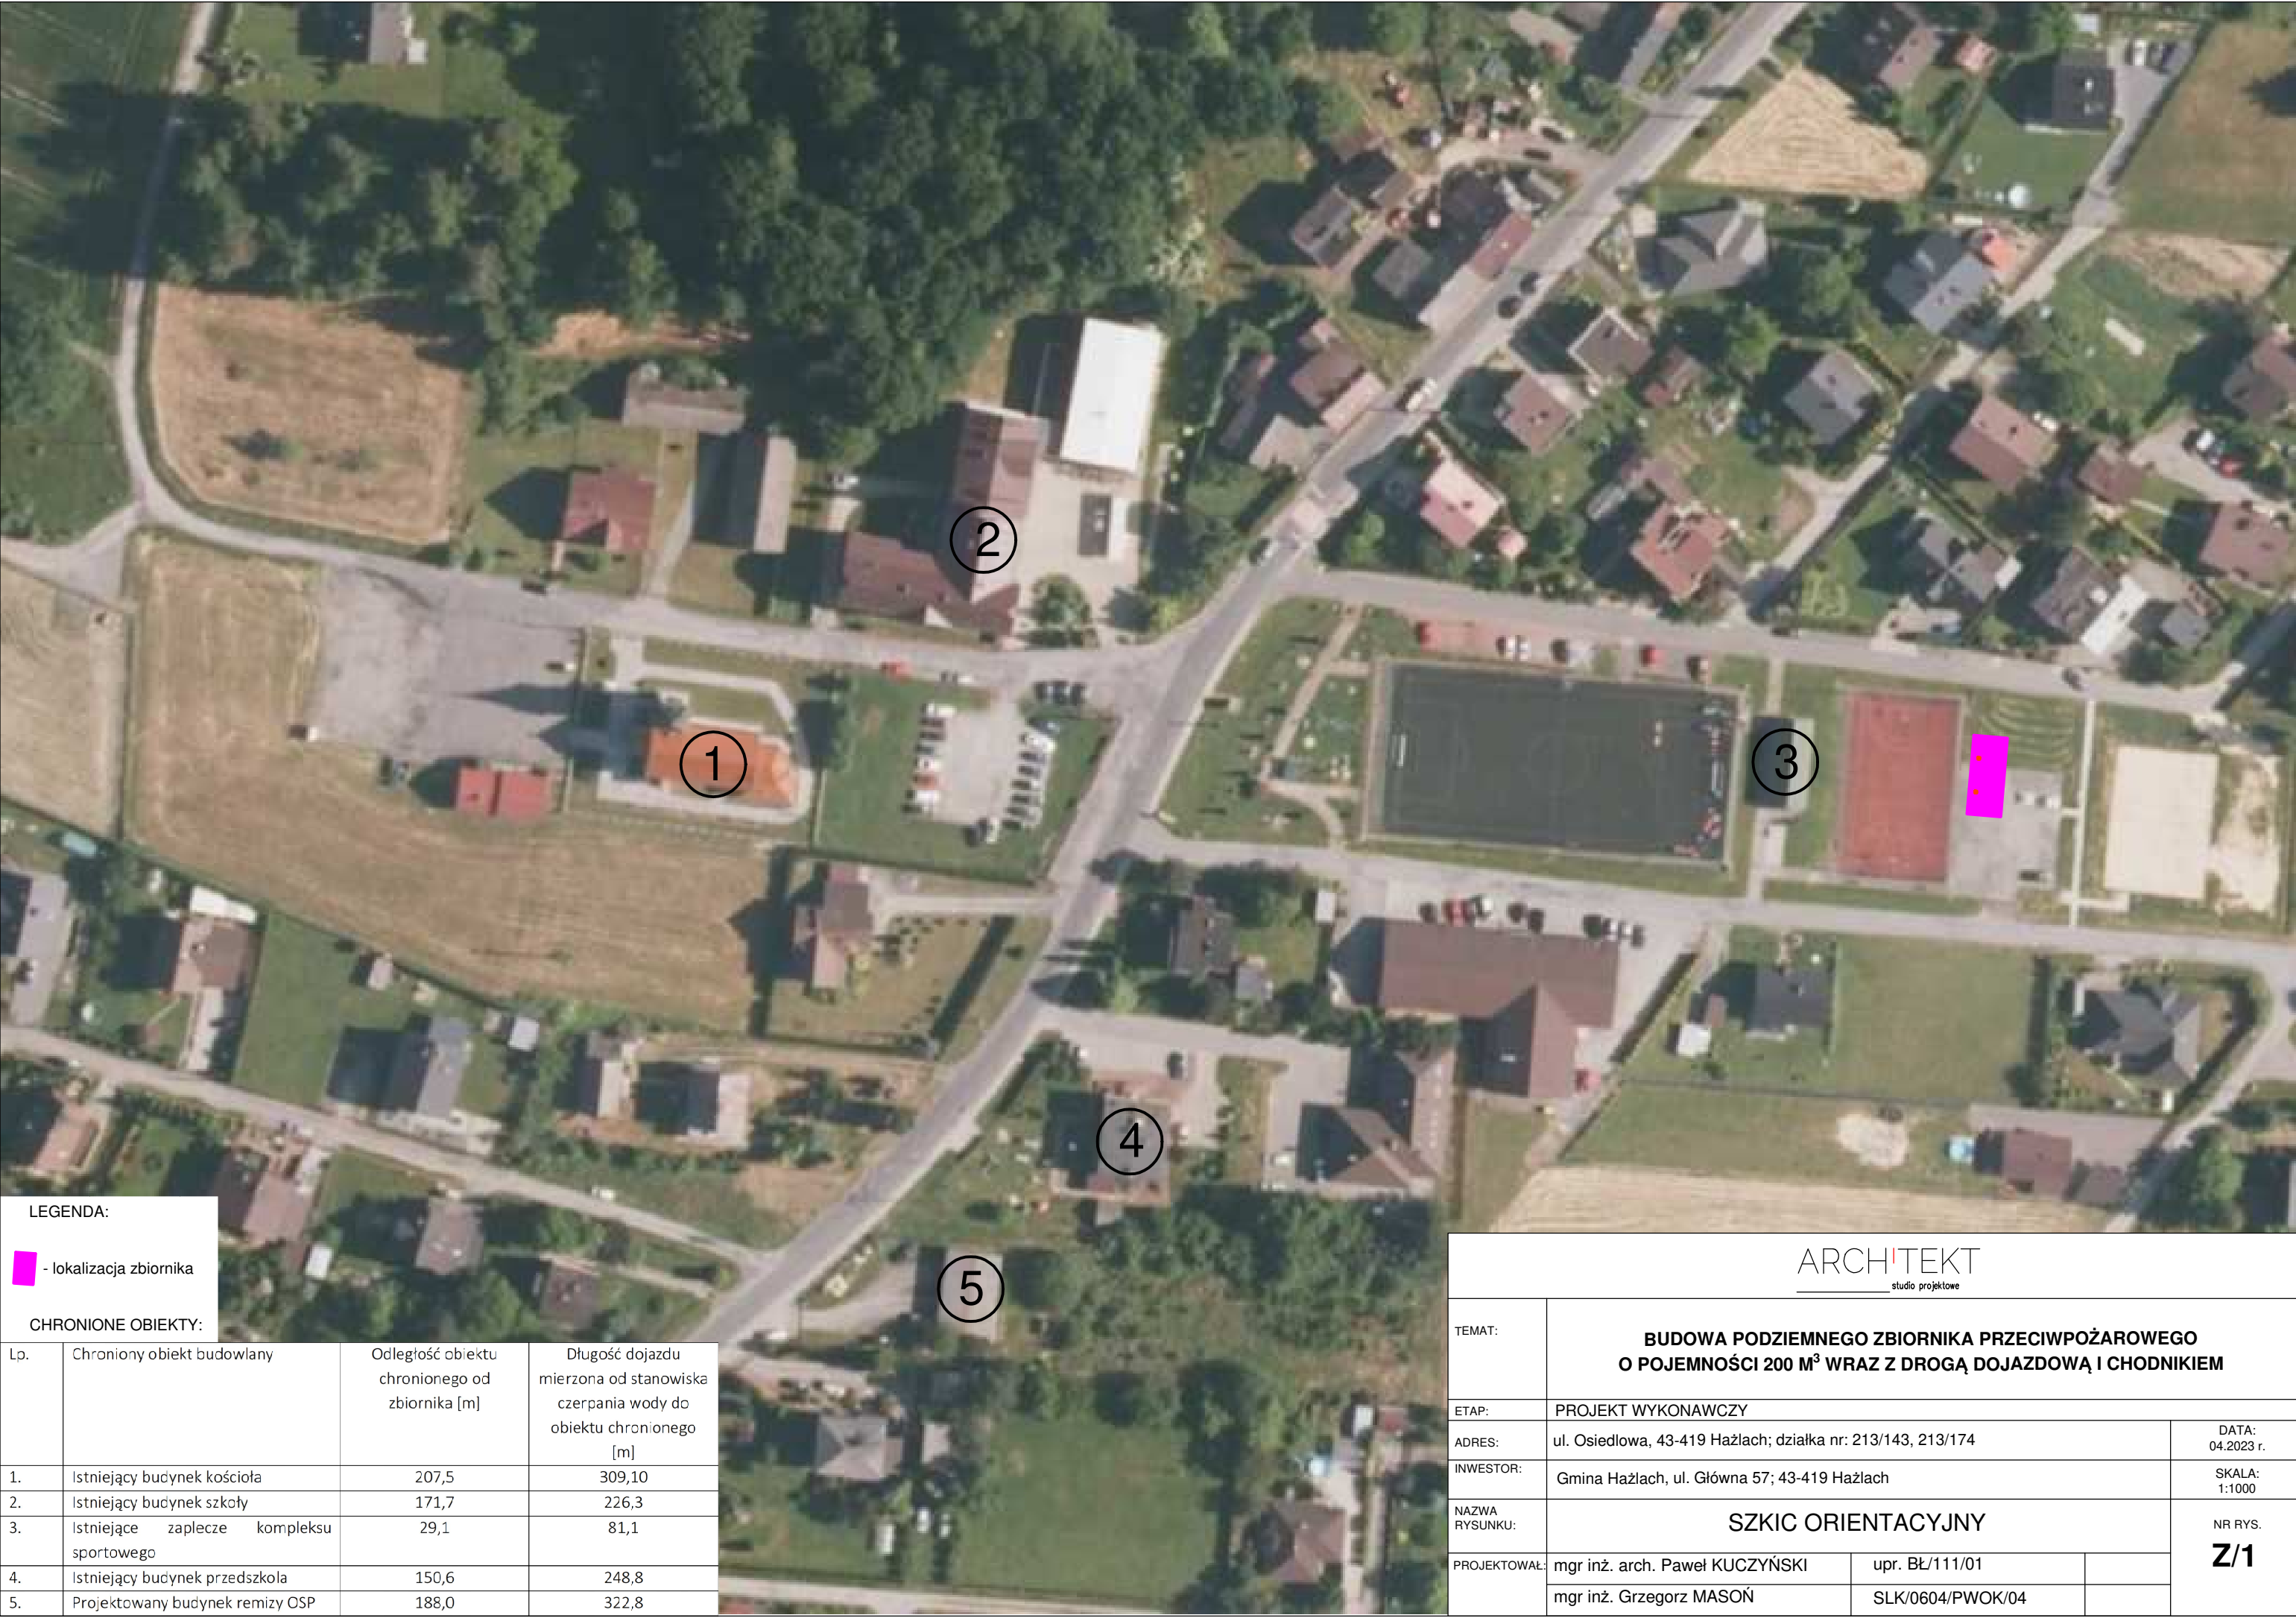 2
1
3
4
5
LEGENDA:
- lokalizacja zbiornika
CHRONIONE OBIEKTY:
Lp. Chroniony obiekt budowlany Odległość obiektu chronionego od zbiornika [m] Długość dojazdu mierzona od stanowiska czerpania wody do obiektu chronionego [m]
1. Istniejący budynek kościoła 207,5 309,10
2. Istniejący budynek szkoły 171,7 226,3
3. Istniejące zaplecze kompleksu sportowego 29,1 81,1
4. Istniejący budynek przedszkola 150,6 248,8
5. Projektowany budynek remizy OSP 188,0 322,8
ARCHITEKT
studio projektowe
TEMAT:
BUDOWA PODZIEMNEGO ZBIORNIKA PRZECIWPOŻAROWEGO
O POJEMNOŚCI 200 M³ WRAZ Z DROGĄ DOJAZDOWĄ I CHODNIKIEM
ETAP: PROJEKT WYKONAWCZY
ADRES: ul. Osiedlowa, 43-419 Hażlach; działka nr: 213/143, 213/174
DATA:
04.2023 r.
INWESTOR: Gmina Hażlach, ul. Główna 57; 43-419 Hażlach
SKALA:
1:1000
NAZWA
RYSUNKU:
SZKIC ORIENTACYJNY
NR RYS.
Z/1
PROJEKTOWAŁ: mgr inż. arch. Paweł KUCZYŃSKI upr. BŁ/111/01
mgr inż. Grzegorz MASOŃ SLK/0604/PWOK/04